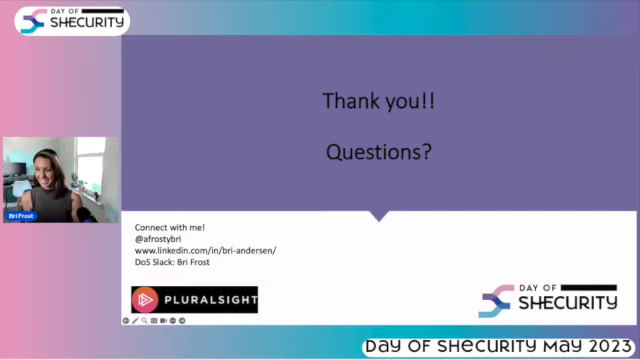 DAY OF
SHECURITY
Thank you!!
Questions?
Bri Frost
Connect with me!
@afrostybri
www.linkedin.com/in/bri-andersen/
DoS Slack: Bri Frost
PLURALSIGHT
DAY OF
SHECURITY
DAY OF SHECURITY MAY 2023